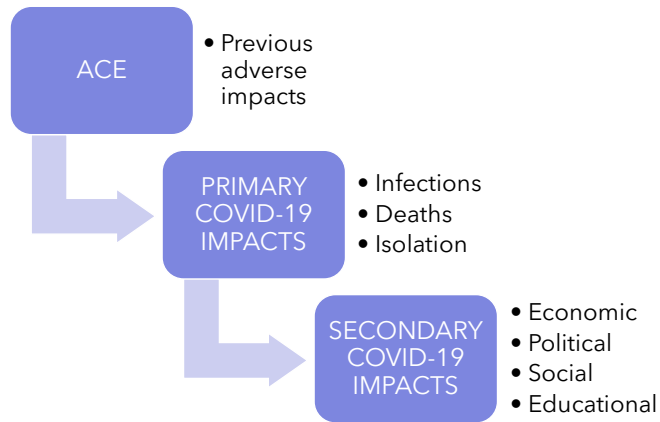 ACE
• Previous
adverse
impacts
PRIMARY
COVID-19
IMPACTS
• Infections
• Deaths
• Isolation
SECONDARY
COVID-19
IMPACTS
• Economic
• Political
• Social
• Educational